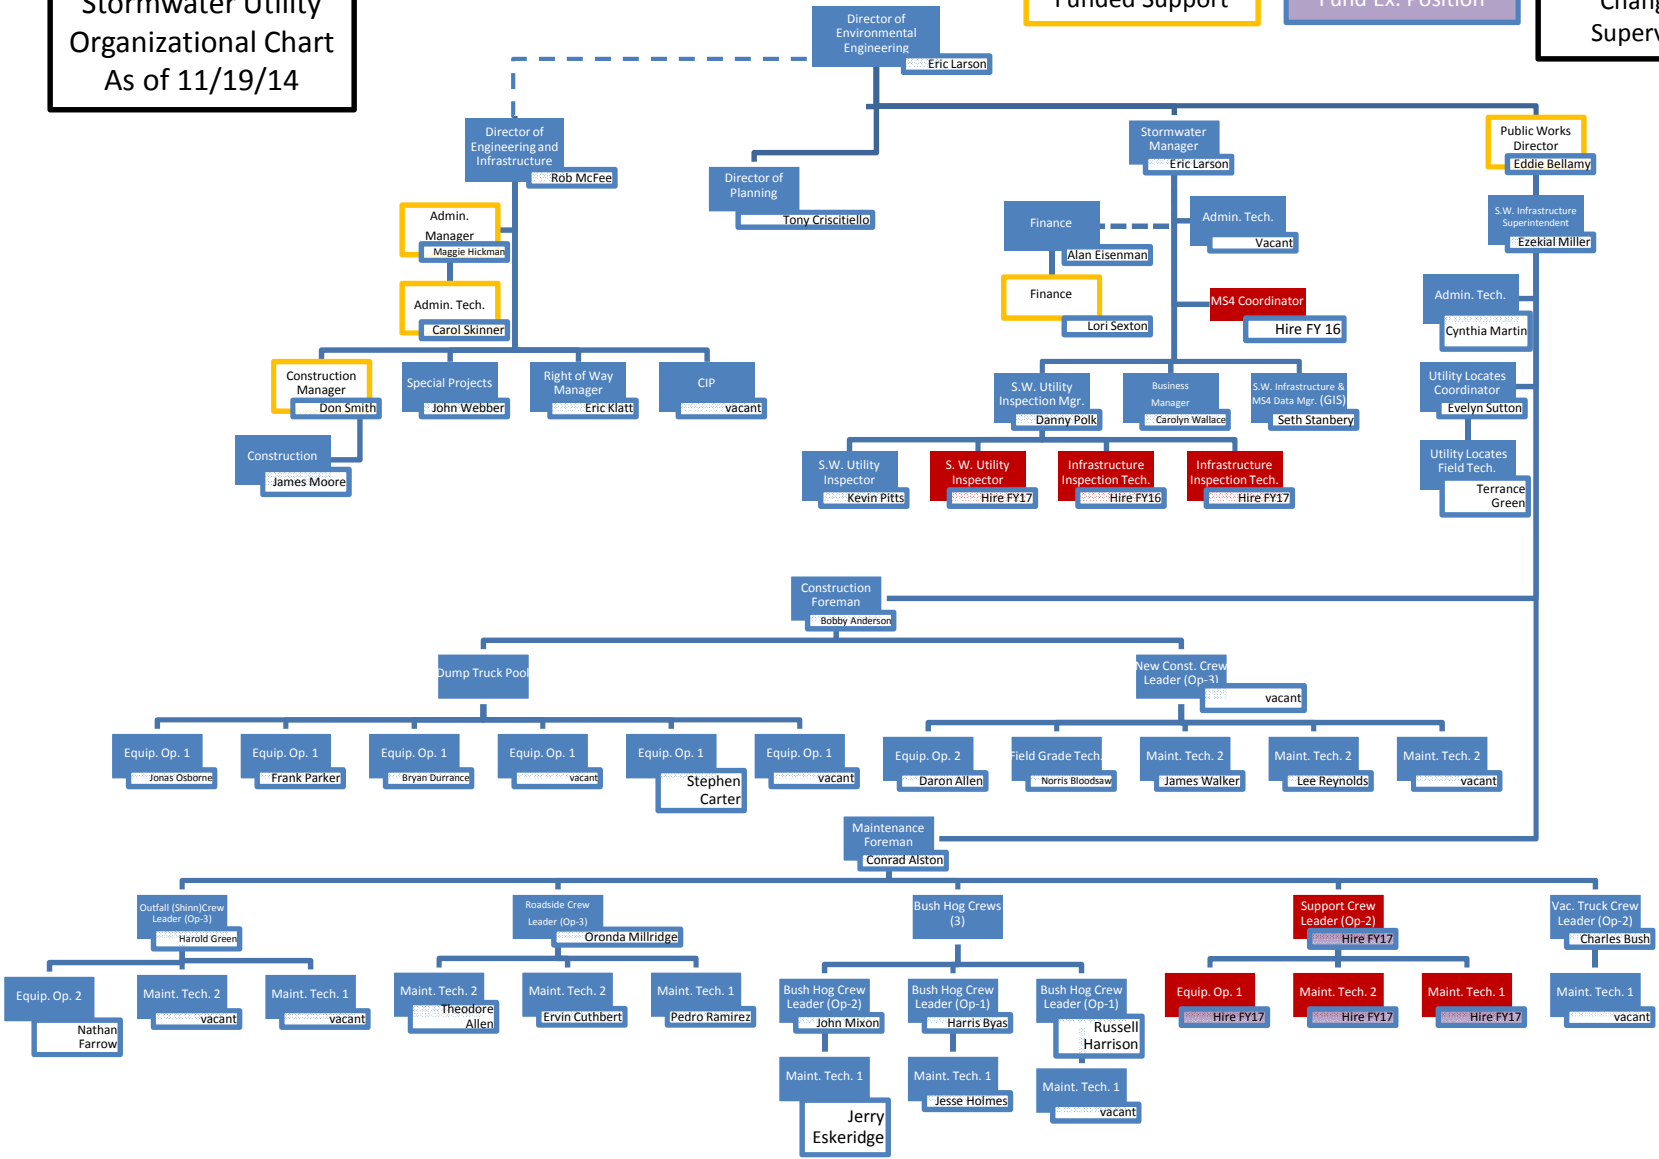 Stormwater Utility
Organizational Chart
As of 11/19/14
Funded Support
Fund Ex. Position
Director of
Environmental
Engineering
Eric Larson
Director of
Engineering and
Infrastructure
Rob McFee
Director of
Planning
Tony Criscitiello
Stormwater
Manager
Eric Larson
Public Works
Director
Eddie Bellamy
Admin.
Manager
Maggie Hickman
Admin. Tech.
Carol Skinner
Finance
Alan Eisenman
Finance
Lori Sexton
Admin. Tech.
Vacant
MS4 Coordinator
Hire FY 16
S.W. Infrastructure
Superintendent
Ezekial Miller
Admin. Tech.
Cynthia Martin
Utility Locates
Coordinator
Evelyn Sutton
Utility Locates
Field Tech.
Terrance
Green
Construction
Manager
Don Smith
Special Projects
John Webber
Right of Way
Manager
Eric Klatt
CIP
vacant
Construction
James Moore
S.W. Utility
Inspection Mgr.
Danny Polk
Business
Manager
Carolyn Wallace
S.W. Infrastructure &
MS4 Data Mgr. (GIS)
Seth Stanbery
S.W. Utility
Inspector
Kevin Pitts
S. W. Utility
Inspector
Hire FY17
Infrastructure
Inspection Tech.
Hire FY16
Infrastructure
Inspection Tech.
Hire FY17
Construction
Foreman
Bobby Anderson
Dump Truck Pool
New Const. Crew
Leader (Op-3)
vacant
Equip. Op. 1
Jonas Osborne
Equip. Op. 1
Frank Parker
Equip. Op. 1
Bryan Durrance
Equip. Op. 1
vacant
Equip. Op. 1
Stephen
Carter
Equip. Op. 1
vacant
Equip. Op. 2
Daron Allen
Field Grade Tech.
Norris Bloodsaw
Maint. Tech. 2
James Walker
Maint. Tech. 2
Lee Reynolds
Maint. Tech. 2
vacant
Maintenance
Foreman
Conrad Alston
Outfall (Shinn)Crew
Leader (Op-3)
Harold Green
Roadside Crew
Leader (Op-3)
Oronda Millridge
Bush Hog Crews
(3)
Support Crew
Leader (Op-2)
Hire FY17
Vac. Truck Crew
Leader (Op-2)
Charles Bush
Equip. Op. 2
Nathan
Farrow
Maint. Tech. 2
vacant
Maint. Tech. 1
vacant
Maint. Tech. 2
Theodore
Allen
Maint. Tech. 2
Ervin Cuthbert
Maint. Tech. 1
Pedro Ramirez
Bush Hog Crew
Leader (Op-2)
John Mixon
Bush Hog Crew
Leader (Op-1)
Harris Byas
Bush Hog Crew
Leader (Op-1)
Russell
Harrison
Equip. Op. 1
Hire FY17
Maint. Tech. 2
Hire FY17
Maint. Tech. 1
Hire FY17
Maint. Tech. 1
vacant
Maint. Tech. 1
Jerry
Eskeridge
Maint. Tech. 1
Jesse Holmes
Maint. Tech. 1
vacant